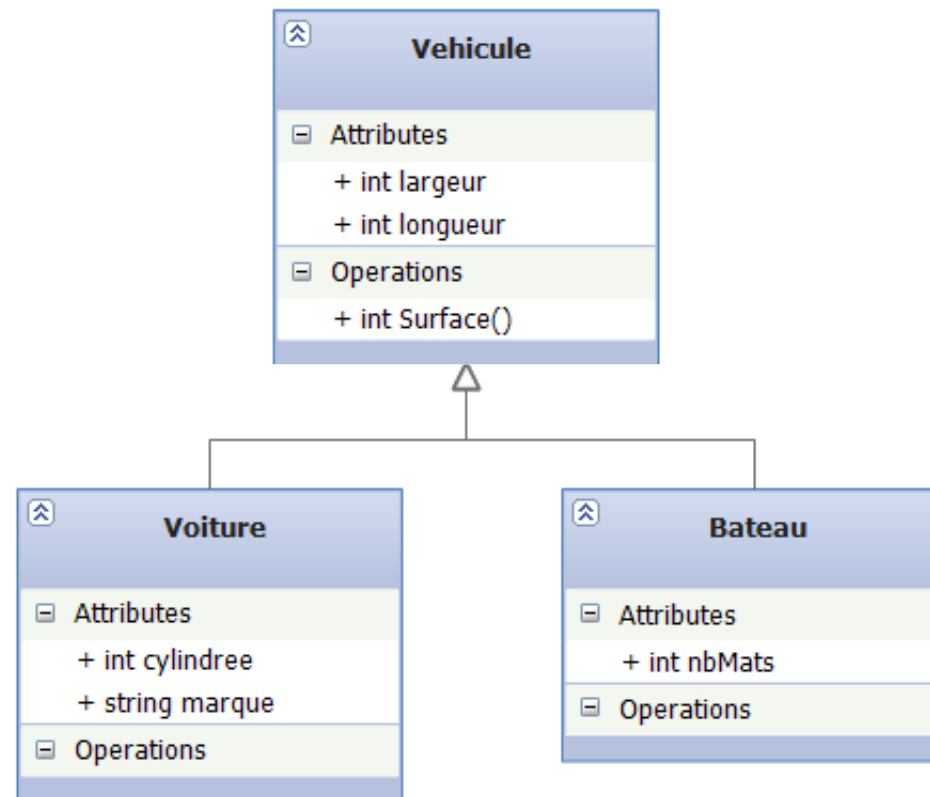 Vehicule
Attributes
+ int largeur
+ int longueur
Operations
+ int Surface()
Voiture
Attributes
+ int cylindree
+ string marque
Operations
Bateau
Attributes
+ int nbMats
Operations